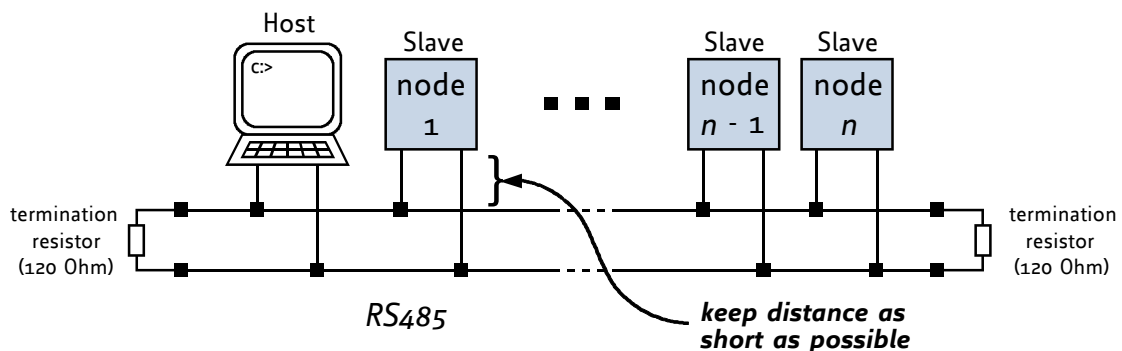 Host
C:>
Slave
node
1
Slave
node
n - 1
Slave
node
n
termination
resistor
(120 Ohm)
termination
resistor
(120 Ohm)
RS485
keep distance as
short as possible